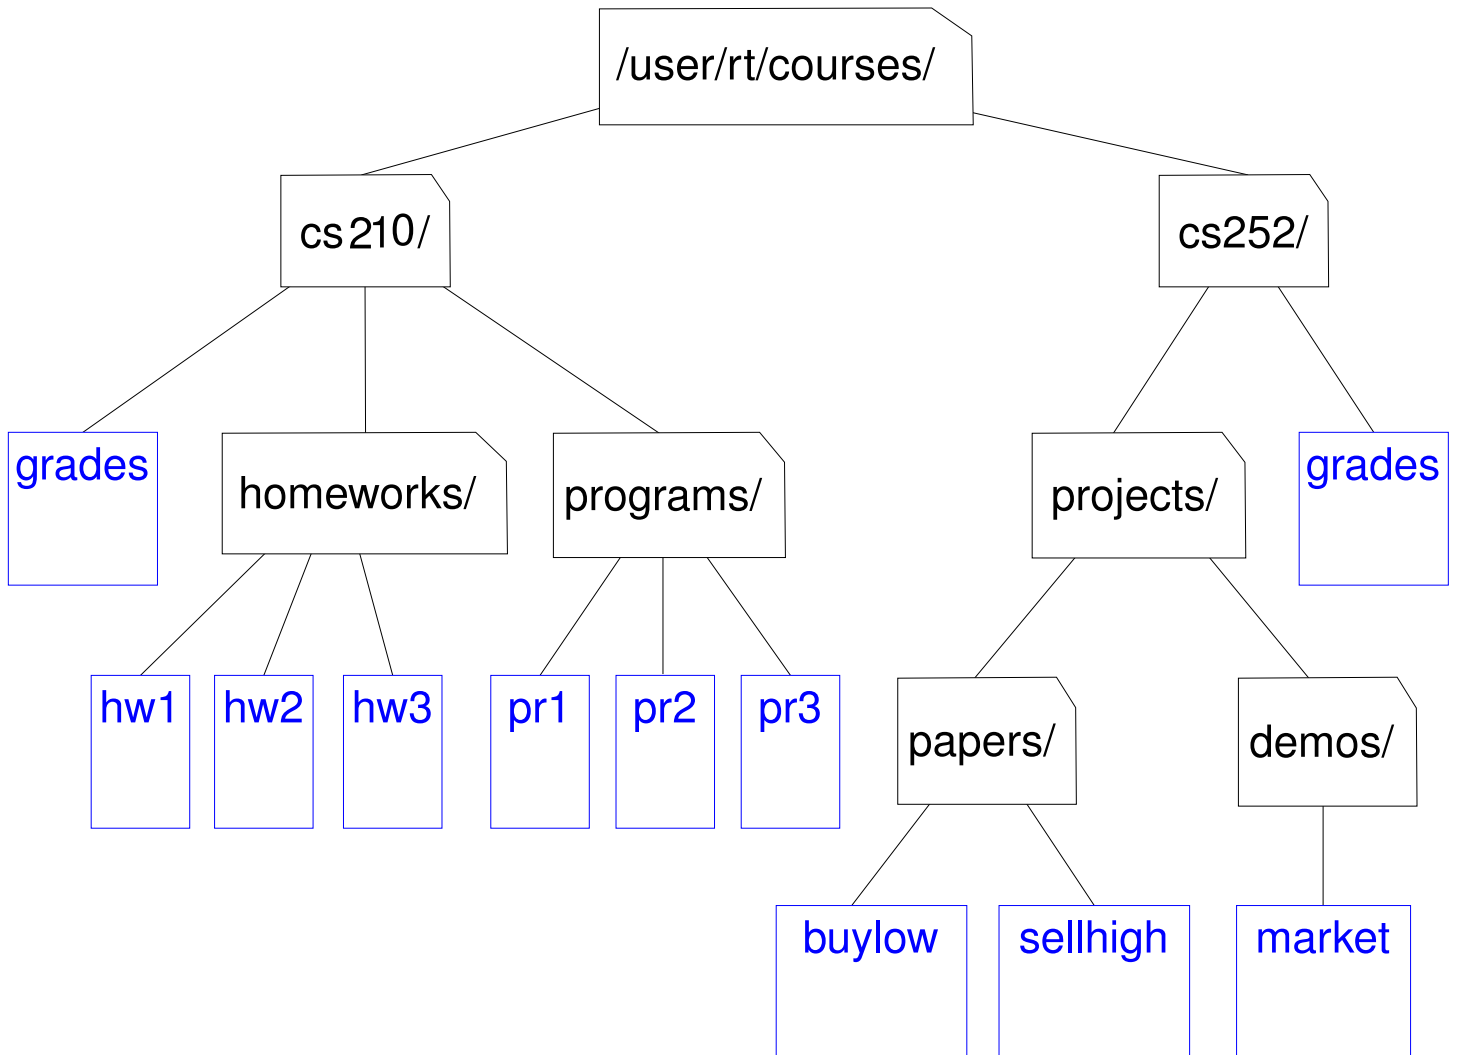 /user/rt/courses/
cs210/
cs252/
grades
homeworks/
programs/
projects/
grades
hw1
hw2
hw3
pr1
pr2
pr3
papers/
demos/
buylow
sellhigh
market